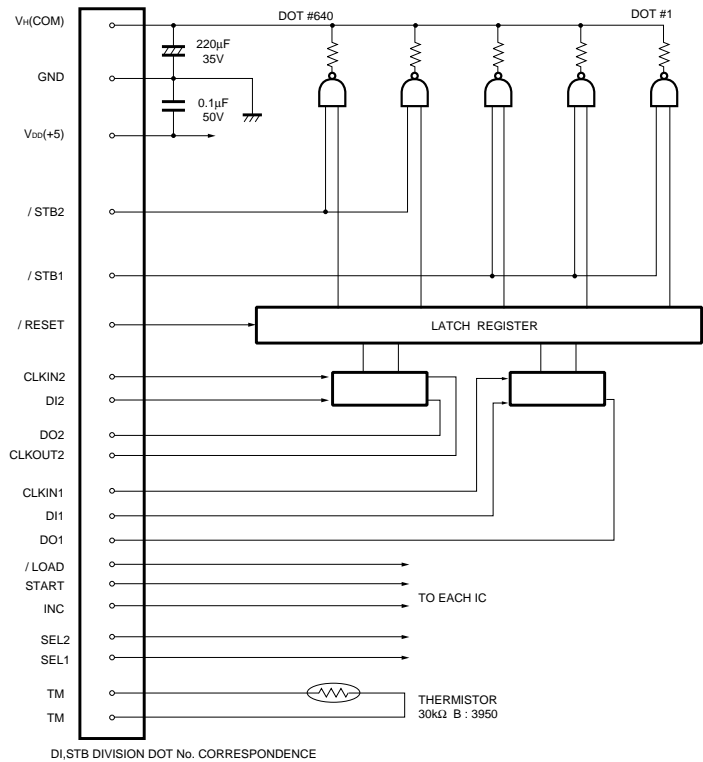 VH(COM)
DOT #640
DOT #1
220μF
35V
GND
0.1μF
50V
VDD(+5)
/ STB2
/ STB1
/ RESET
LATCH REGISTER
CLKIN2
DI2
DO2
CLKOUT2
CLKIN1
DI1
DO1
/ LOAD
START
TO EACH IC
INC
SEL2
SEL1
TM
THERMISTOR
30kΩ B : 3950
TM
DI,STB DIVISION DOT No. CORRESPONDENCE